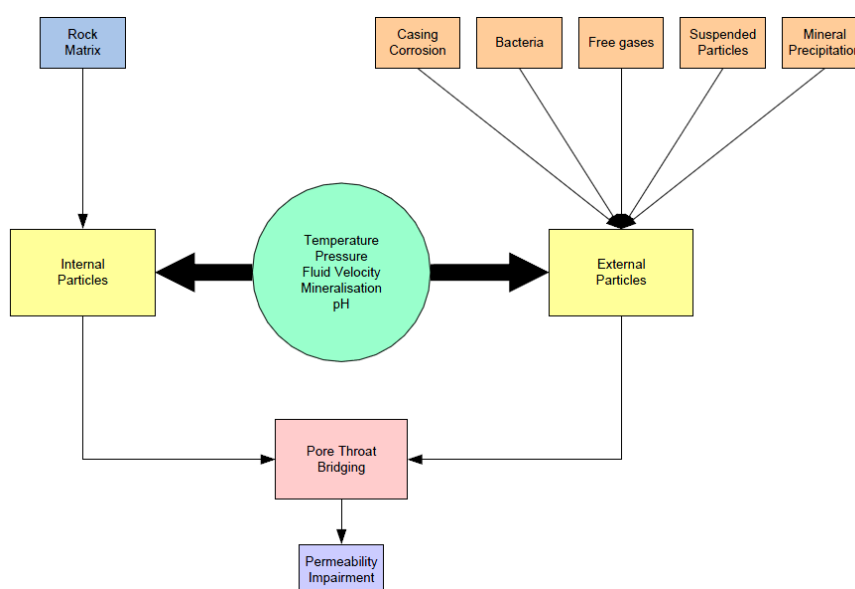 Rock
Matrix
Casing
Corrosion
Bacteria
Free gases
Suspended
Particles
Mineral
Precipitation
Temperature
Pressure
Fluid Velocity
Mineralisation
pH
Internal
Particles
External
Particles
Pore Throat
Bridging
Permeability
Impairment